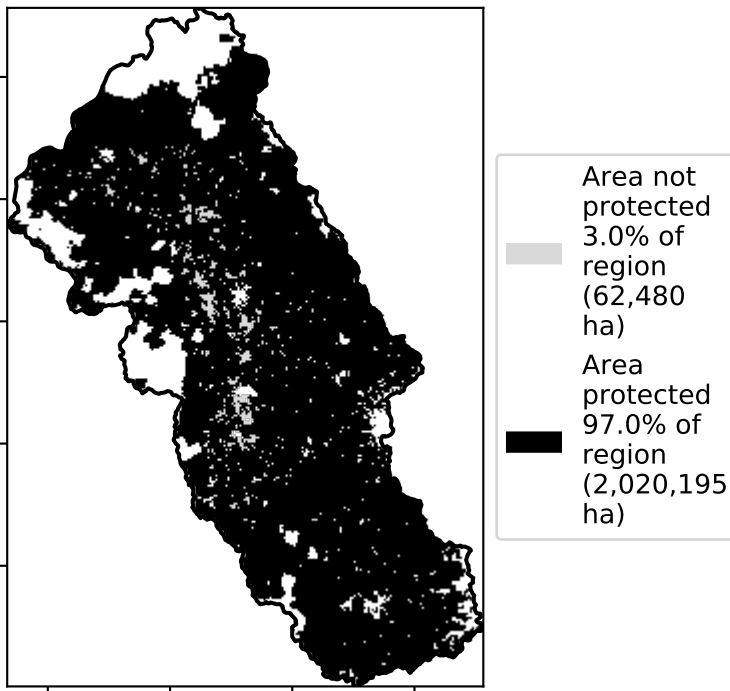 Area not
protected
3.0% of
region
(62,480
ha)
Area
protected
97.0% of
region
(2,020,195
ha)